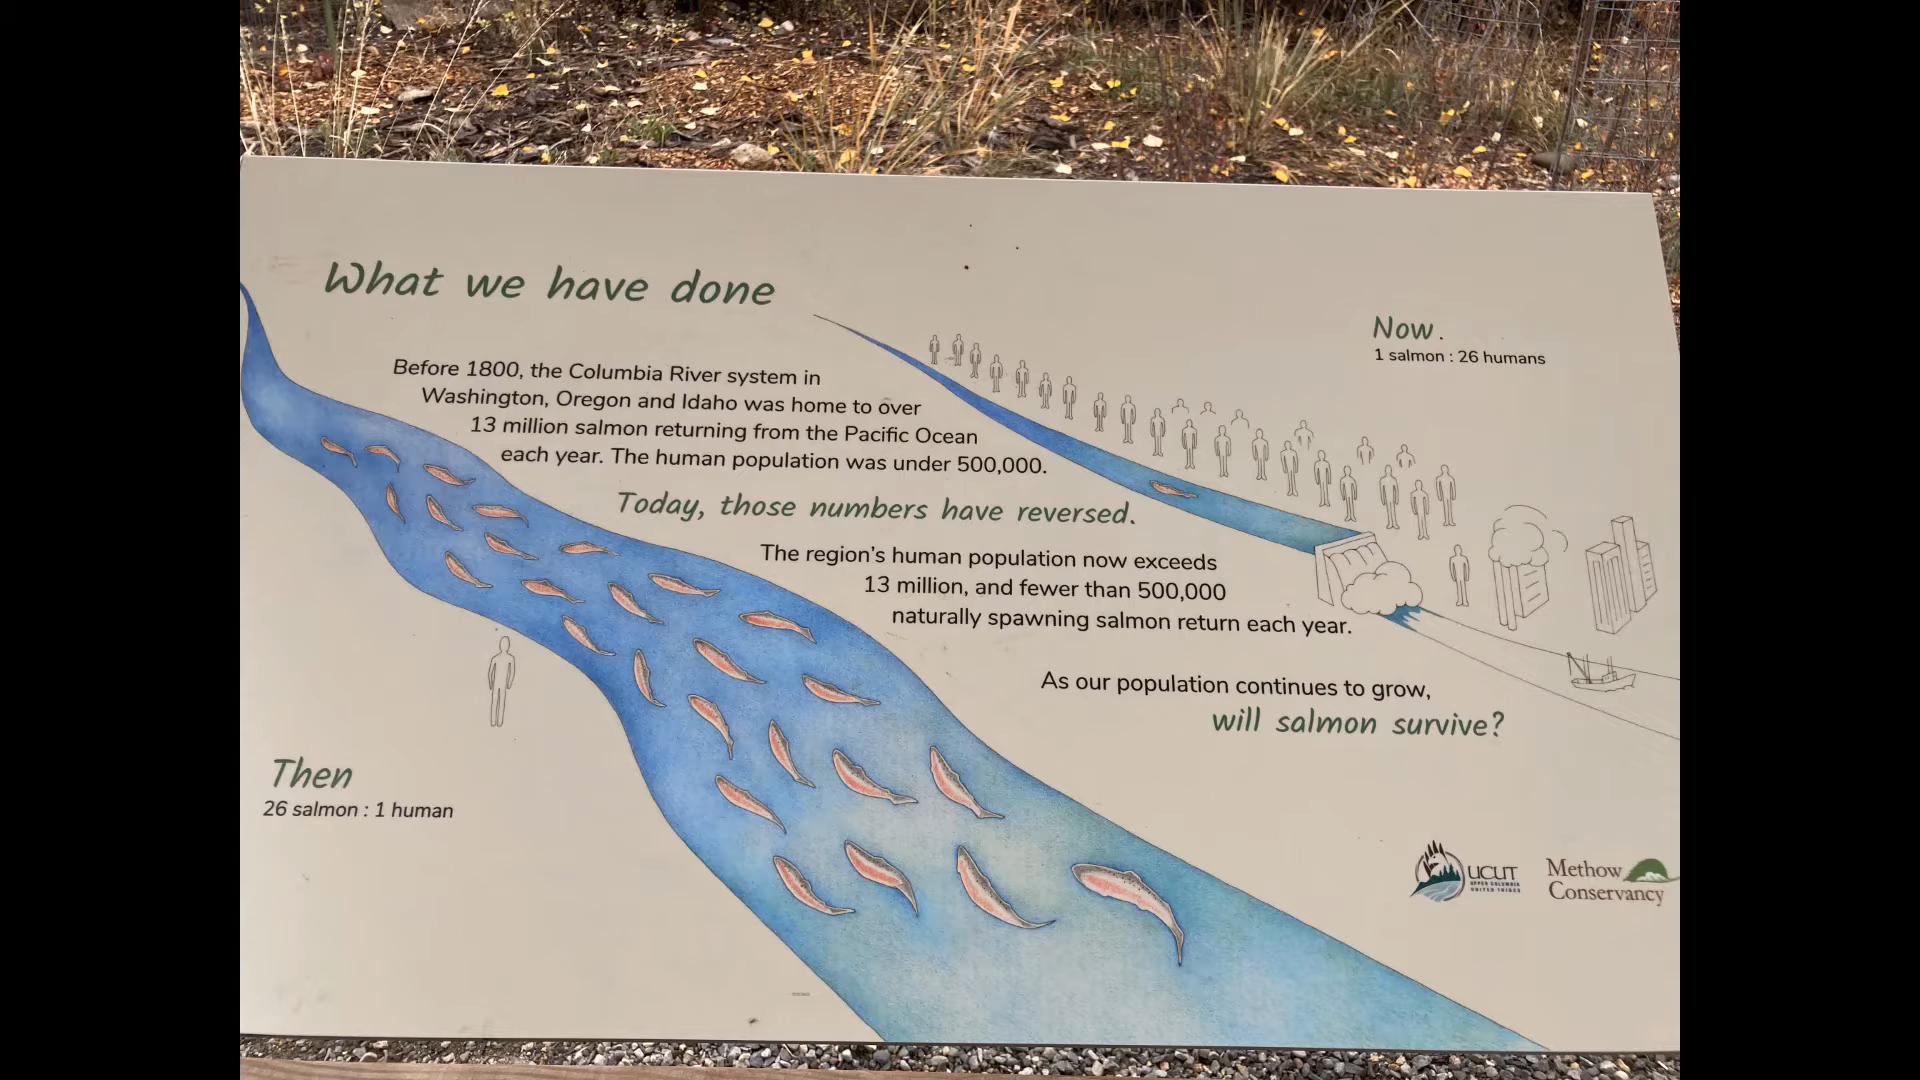 What we have done
Before 1800, the Columbia River system in
Washington, Oregon and Idaho was home to over
13 million salmon returning from the Pacific Ocean
each year. The human population was under 500,000.
Today, those numbers have reversed.
The region's human population now exceeds
13 million, and fewer than 500,000
naturally spawning salmon return each year.
As our population continues to grow,
will salmon survive?
Now.
1 salmon : 26 humans
Then
26 salmon : 1 human
UCUT
UPPER COLUMBIA
UNITED TRIBES
Methow
Conservancy